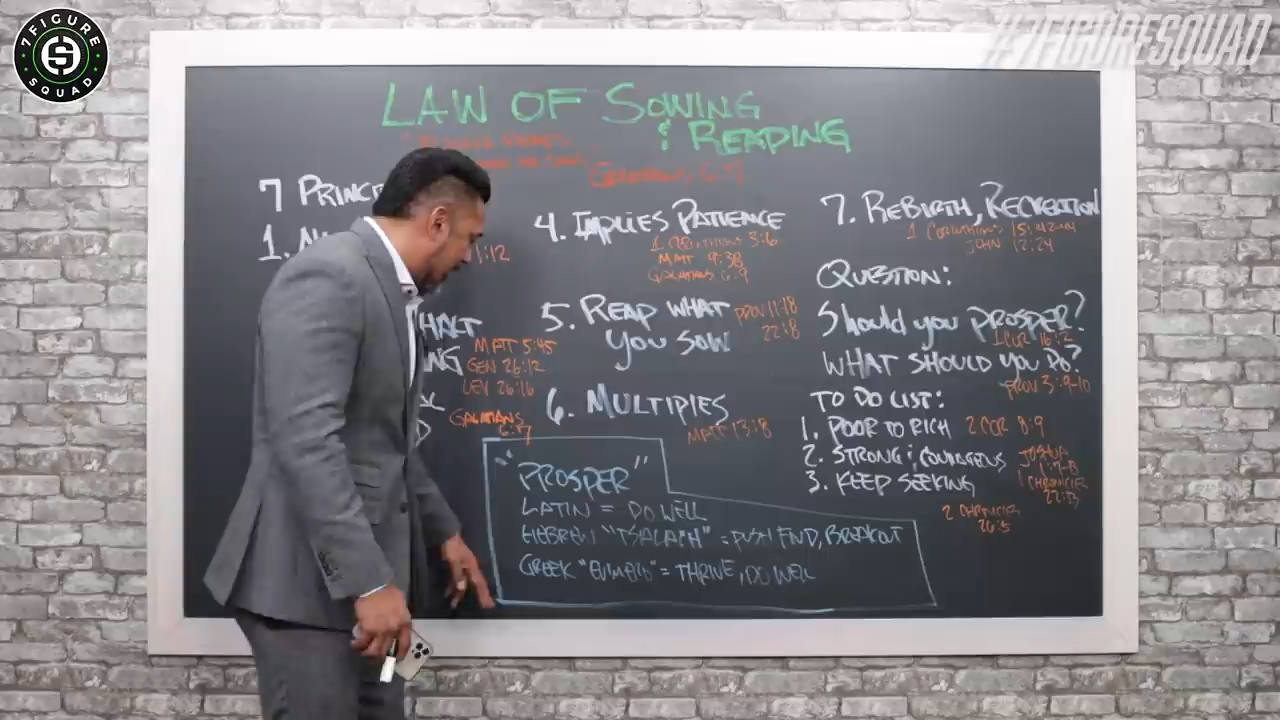 7 FIGURE SQUAD
#7FIGURESQUAD
LAW OF SOWING
& REAPING
GALATIANS 6:7
7 PRINC
1.
1:12
MATT 5:45
GEN 26:12
LEV 26:16
GALATIANS
6:7
4. IMPLIES PATIENCE
1 CORINTHIANS 3:6
MATT 9:38
GALATIANS 6:9
5. REAP WHAT
YOU SOW
PROV 11:18
22:8
6. MULTIPLIES
MATT 13:8
7. REBIRTH, RECREATION
1 CORINTHIANS 15:42-44
JOHN 12:24
QUESTION:
Should you PROSPER?
1 COR 16:2
WHAT SHOULD YOU DO?
PROV 3:9-10
TO DO LIST:
1. POOR TO RICH 2 COR 8:9
2. STRONG & COURAGEOUS JOSHUA
1:7-8
3. KEEP SEEKING
1 CHRONICLES
22:13
2 CHRONICLES
26:5
"PROSPER"
LATIN = DO WELL
HEBREW "TSALACH" = PUSH FWD, BREAKOUT
GREEK = THRIVE, DO WELL